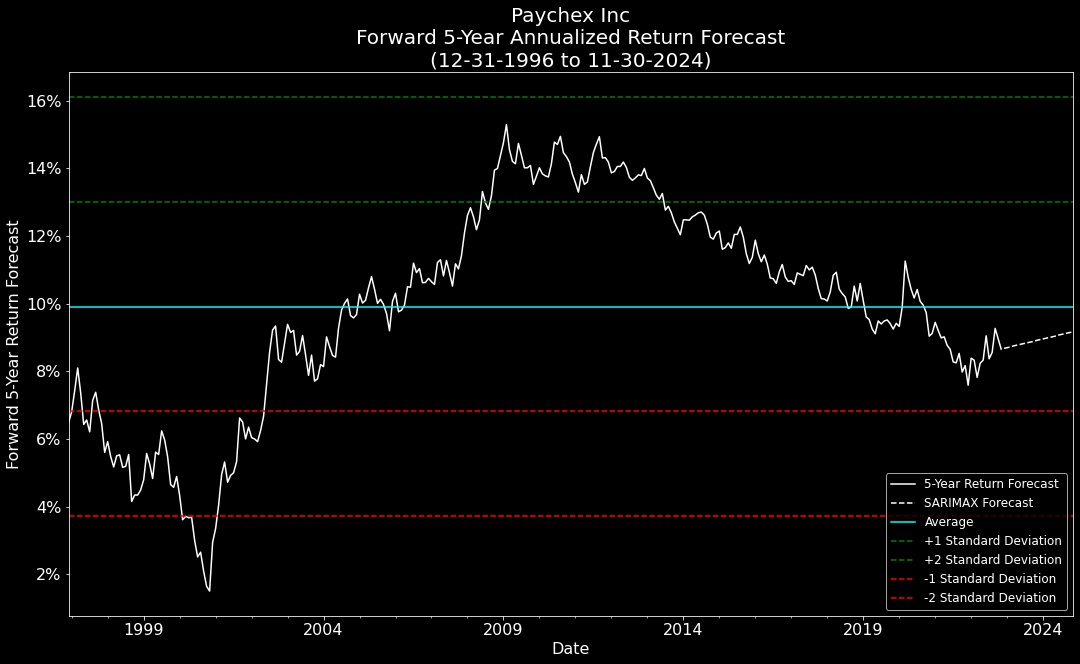 Paychex Inc
Forward 5-Year Annualized Return Forecast
(12-31-1996 to 11-30-2024)
Forward 5-Year Return Forecast
16%
14%
12%
10%
8%
6%
4%
2%
5-Year Return Forecast
SARIMAX Forecast
Average
+1 Standard Deviation
+2 Standard Deviation
-1 Standard Deviation
-2 Standard Deviation
1999 2004 2009 2014 2019 2024
Date